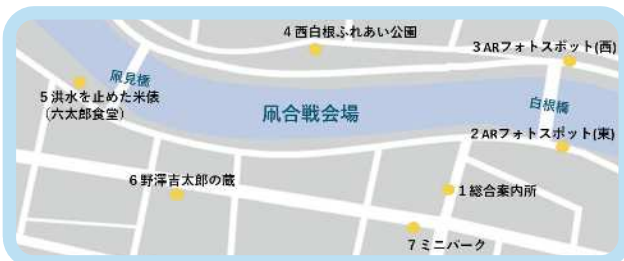 4 西白根ふれあい公園
3 ARフォトスポット(西)
凧見橋
5 洪水を止めた米俵
（六太郎食堂）
凧合戦会場
白根橋
2 ARフォトスポット(東)
6 野澤吉太郎の蔵
1 総合案内所
7 ミニパーク